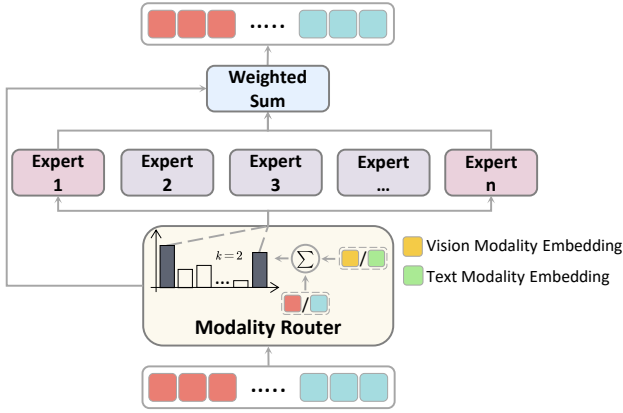 .....
Weighted
Sum
Expert
1
Expert
2
Expert
3
Expert
...
Expert
n
k = 2
...
∑
/
/
Modality Router
Vision Modality Embedding
Text Modality Embedding
.....